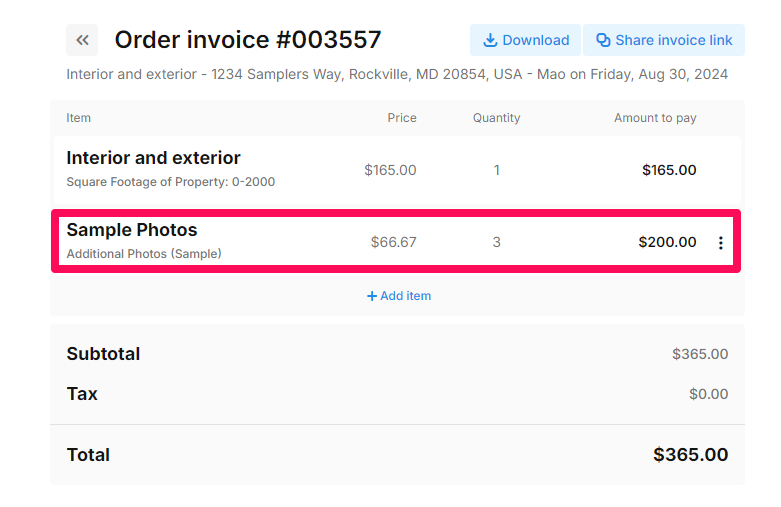 Order invoice #003557
Download
Share invoice link
Interior and exterior - 1234 Samplers Way, Rockville, MD 20854, USA - Mao on Friday, Aug 30, 2024
Item Price Quantity Amount to pay
Interior and exterior
Square Footage of Property: 0-2000
$165.00 1 $165.00
Sample Photos
Additional Photos (Sample)
$66.67 3 $200.00
+ Add item
Subtotal $365.00
Tax $0.00
Total $365.00